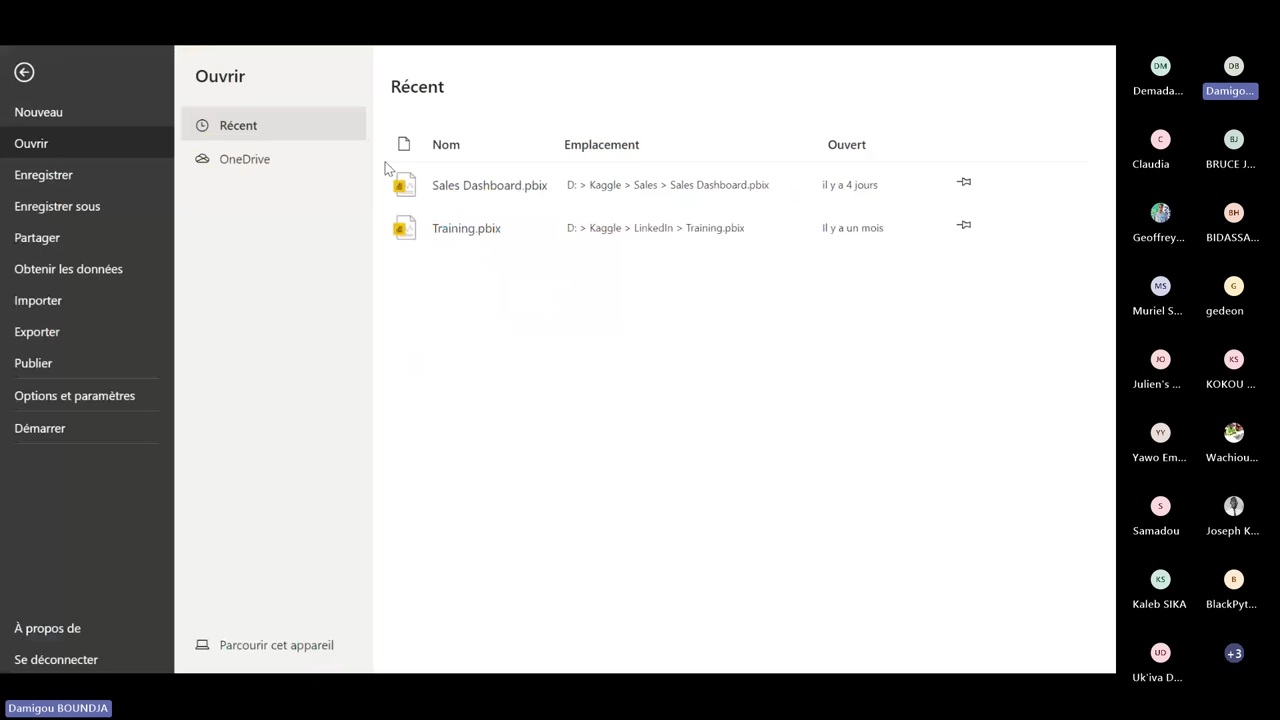 Nouveau
Ouvrir
Enregistrer
Enregistrer sous
Partager
Obtenir les données
Importer
Exporter
Publier
Options et paramètres
Démarrer
À propos de
Se déconnecter
Ouvrir
Récent
OneDrive
Parcourir cet appareil
Récent
Nom Emplacement Ouvert
Sales Dashboard.pbix D: > Kaggle > Sales > Sales Dashboard.pbix il y a 4 jours
Training.pbix D: > Kaggle > LinkedIn > Training.pbix Il y a un mois
DM DB
Demada... Damigo...
C BJ
Claudia BRUCE J...
BH
Geoffrey... BIDASSA...
MS G
Muriel S... gedeon
JO KS
Julien's ... KOKOU ...
YY
Yawo Em... Wachiou...
S
Samadou Joseph K...
KS B
Kaleb SIKA BlackPyt...
UD +3
Uk'iva D...
Damigou BOUNDJA